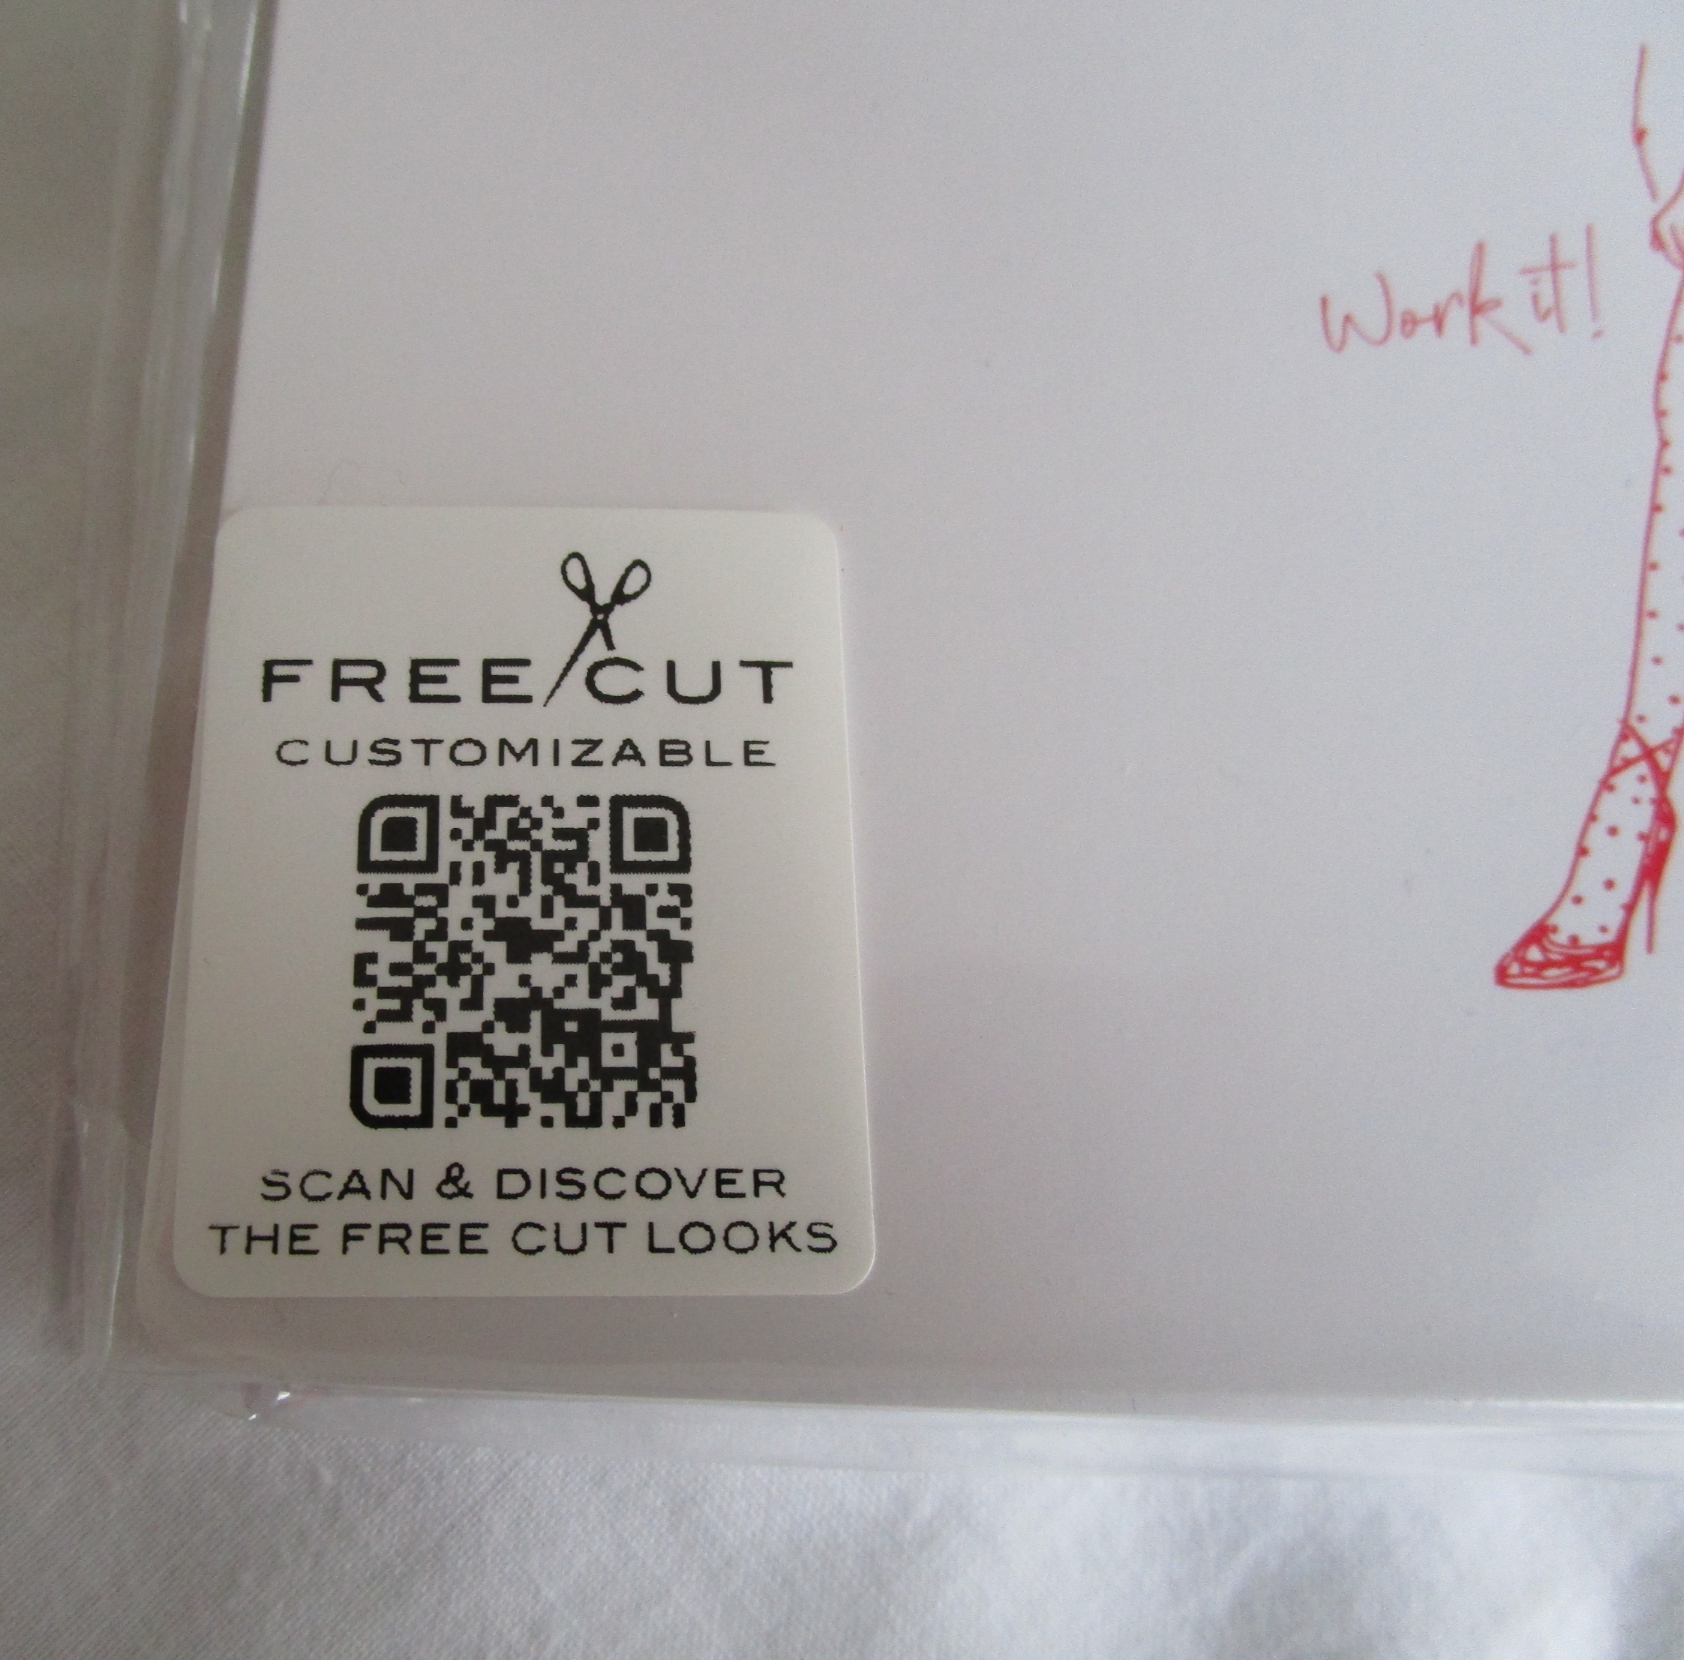 Work it!
FREE CUT
CUSTOMIZABLE
SCAN & DISCOVER
THE FREE CUT LOOKS